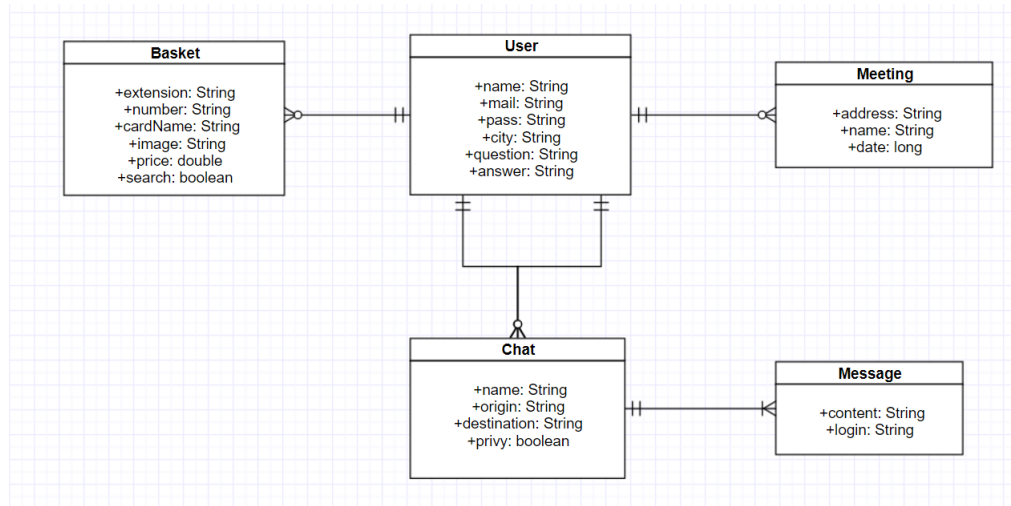 Basket
+extension: String
+number: String
+cardName: String
+image: String
+price: double
+search: boolean
User
+name: String
+mail: String
+pass: String
+city: String
+question: String
+answer: String
Meeting
+address: String
+name: String
+date: long
Chat
+name: String
+origin: String
+destination: String
+privy: boolean
Message
+content: String
+login: String